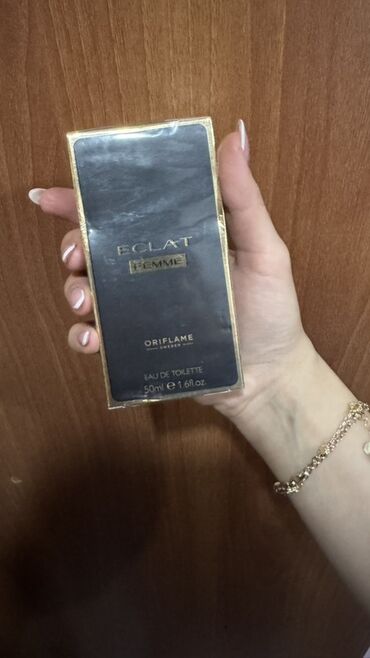 ECLAT
FEMME
ORIFLAME
SWEDEN
EAU DE TOILETTE
50ml e 1.6fl.oz.